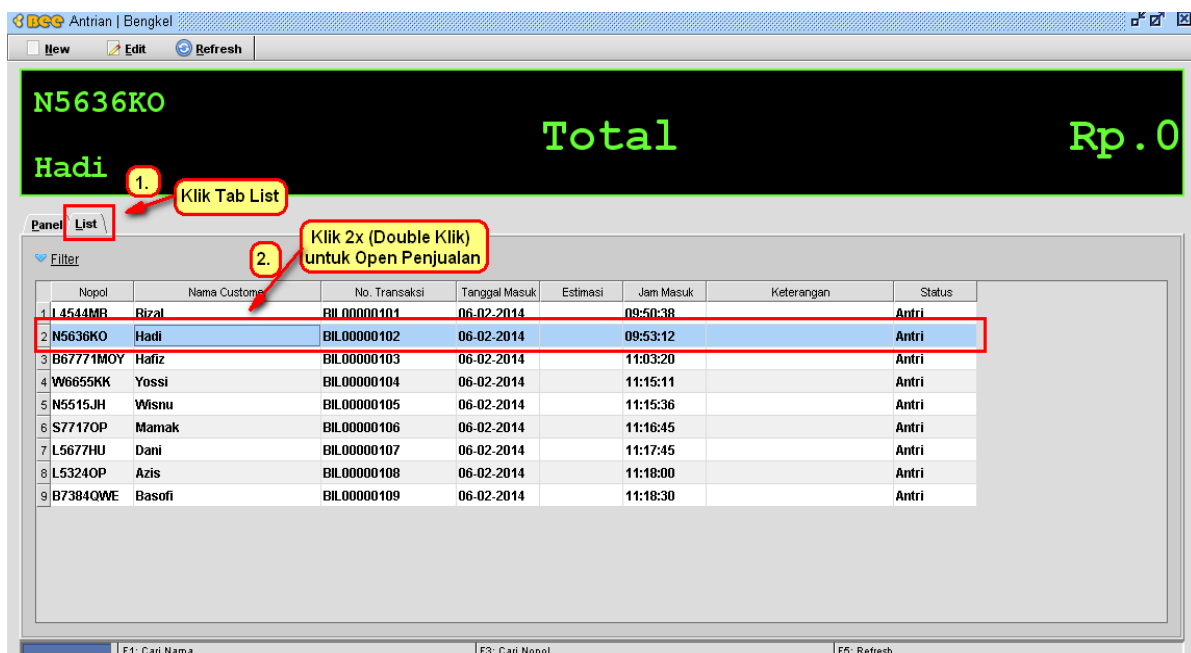 Bee Antrian | Bengkel
New Edit Refresh
N5636KO
Total Rp.0
Hadi
1.
Klik Tab List
Panel List
2.
Klik 2x (Double Klik)
untuk Open Penjualan
Filter
Nopol Nama Custome No. Transaksi Tanggal Masuk Estimasi Jam Masuk Keterangan Status
1 L4544MB Rizal BIL00000101 06-02-2014 09:50:38 Antri
2 N5636KO Hadi BIL00000102 06-02-2014 09:53:12 Antri
3 B67771MOY Hafiz BIL00000103 06-02-2014 11:03:20 Antri
4 W6655KK Yossi BIL00000104 06-02-2014 11:15:11 Antri
5 N5515JH Wisnu BIL00000105 06-02-2014 11:15:36 Antri
6 S7717OP Mamak BIL00000106 06-02-2014 11:16:45 Antri
7 L5677HU Dani BIL00000107 06-02-2014 11:17:45 Antri
8 L5324OP Azis BIL00000108 06-02-2014 11:18:00 Antri
9 B7384QWE Basofi BIL00000109 06-02-2014 11:18:30 Antri
F1: Cari Nama F3: Cari Nopol F5: Refresh